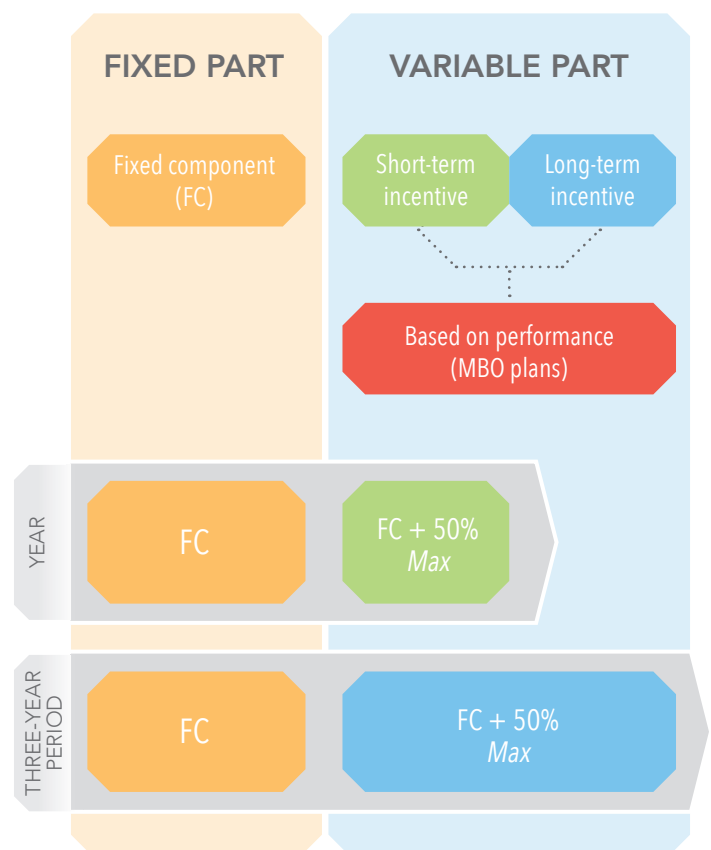 FIXED PART
VARIABLE PART
Fixed component
(FC)
Short-term
incentive
Long-term
incentive
Based on performance
(MBO plans)
YEAR
FC
FC + 50%
Max
THREE-YEAR
PERIOD
FC
FC + 50%
Max